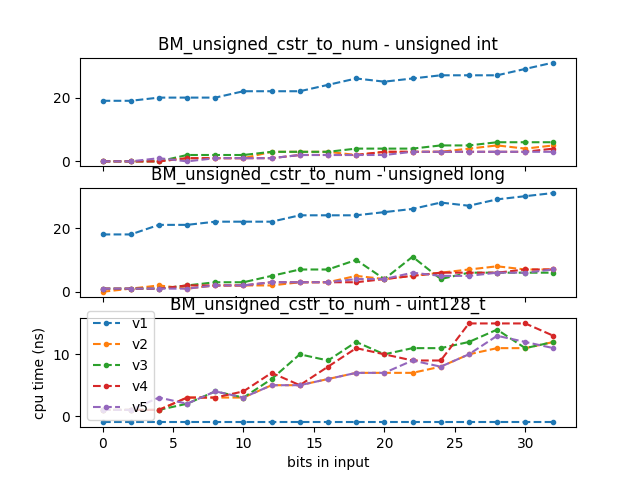 BM_unsigned_cstr_to_num - unsigned int
20
0
BM_unsigned_cstr_to_num - unsigned long
20
0
BM_unsigned_cstr_to_num - uint128_t
v1
v2
v3
v4
v5
cpu time (ns)
10
0
0 5 10 15 20 25 30
bits in input